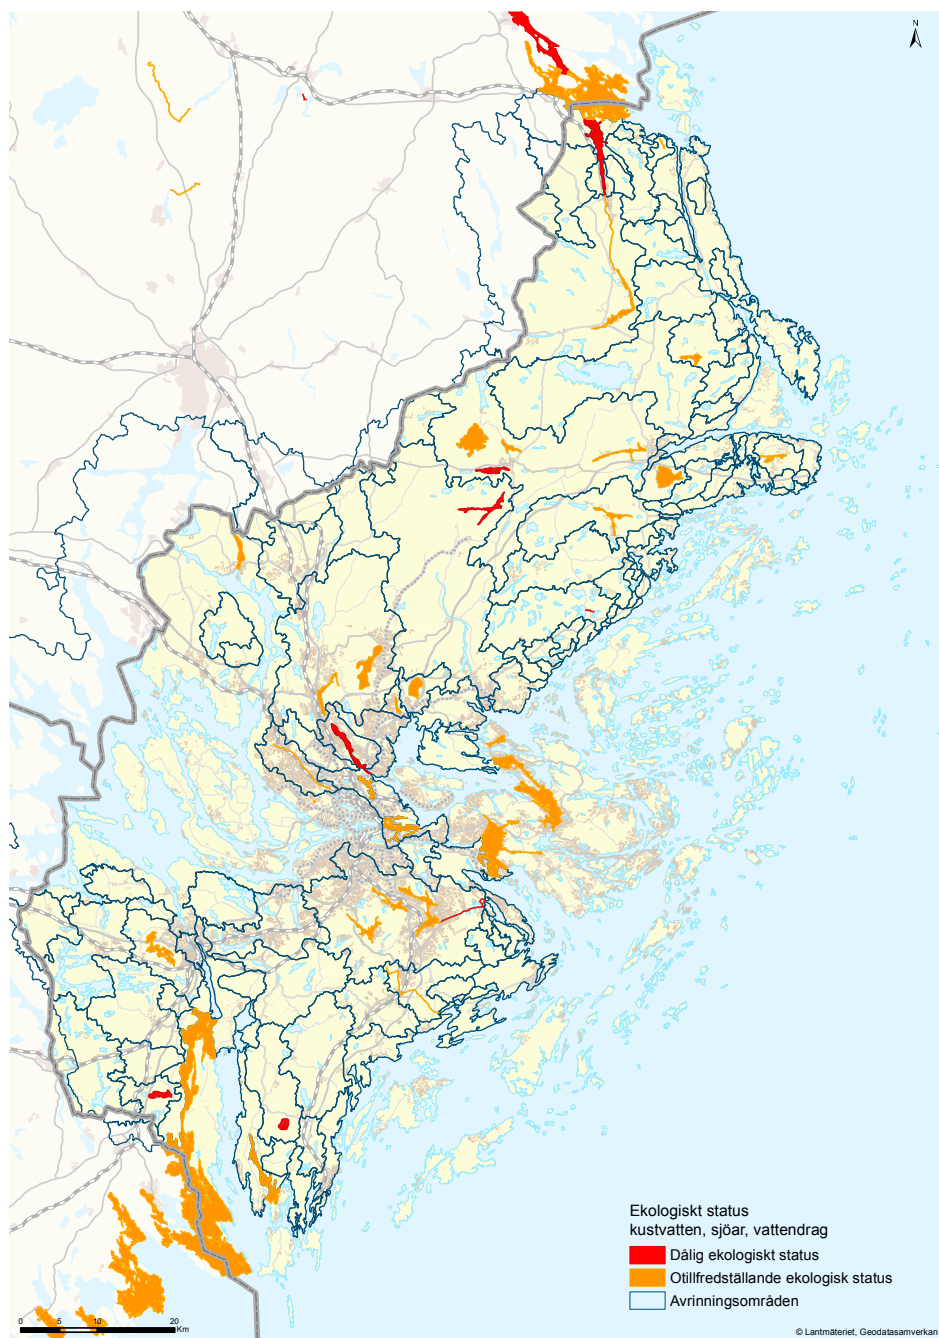 N
Ekologiskt status
kustvatten, sjöar, vattendrag
Dålig ekologiskt status
Otillfredställande ekologisk status
Avrinningsområden
0 5 10 20
Km
© Lantmäteriet, Geodatasamverkan